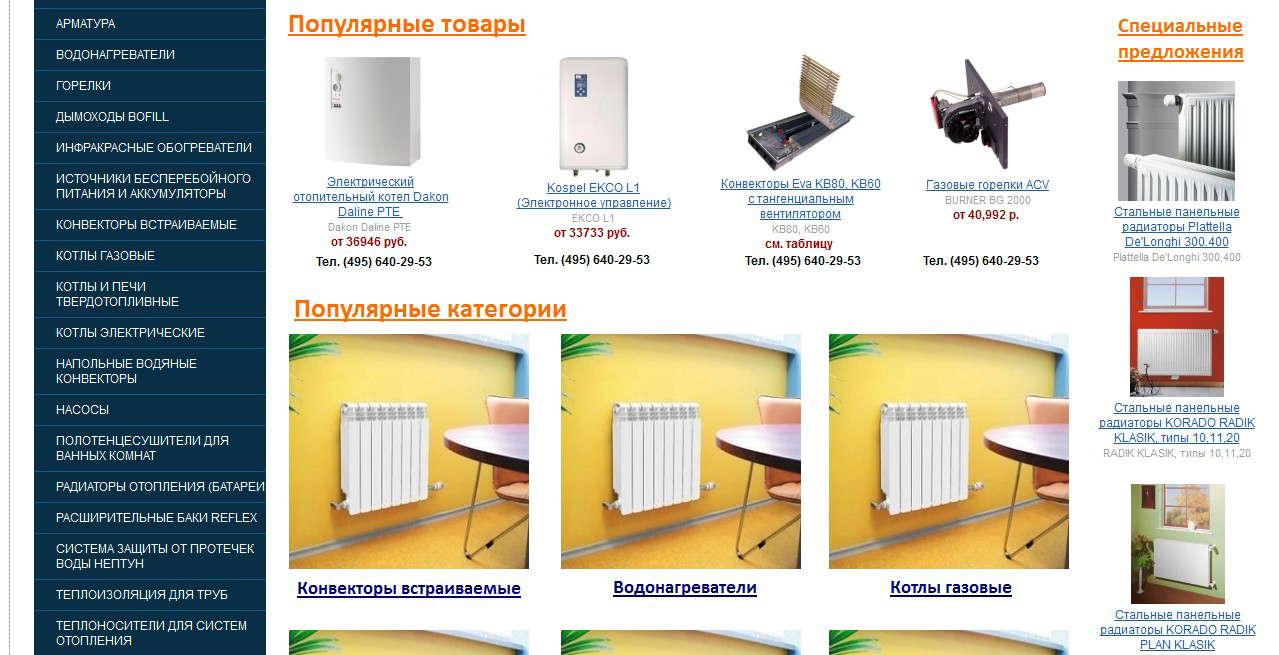 АРМАТУРА
ВОДОНАГРЕВАТЕЛИ
ГОРЕЛКИ
ДЫМОХОДЫ BOFILL
ИНФРАКРАСНЫЕ ОБОГРЕВАТЕЛИ
ИСТОЧНИКИ БЕСПЕРЕБОЙНОГО
ПИТАНИЯ И АККУМУЛЯТОРЫ
КОНВЕКТОРЫ ВСТРАИВАЕМЫЕ
КОТЛЫ ГАЗОВЫЕ
КОТЛЫ И ПЕЧИ
ТВЕРДОТОПЛИВНЫЕ
КОТЛЫ ЭЛЕКТРИЧЕСКИЕ
НАПОЛЬНЫЕ ВОДЯНЫЕ
КОНВЕКТОРЫ
НАСОСЫ
ПОЛОТЕНЦЕСУШИТЕЛИ ДЛЯ
ВАННЫХ КОМНАТ
РАДИАТОРЫ ОТОПЛЕНИЯ (БАТАРЕИ
РАСШИРИТЕЛЬНЫЕ БАКИ REFLEX
СИСТЕМА ЗАЩИТЫ ОТ ПРОТЕЧЕК
ВОДЫ НЕПТУН
ТЕПЛОИЗОЛЯЦИЯ ДЛЯ ТРУБ
ТЕПЛОНОСИТЕЛИ ДЛЯ СИСТЕМ
ОТОПЛЕНИЯ
Популярные товары
Электрический
отопительный котел Dakon
Daline PTE
Dakon Daline PTE
от 36946 руб.
Тел. (495) 640-29-53
Kospel EKCO L1
(Электронное управление)
EKCO L1
от 33733 руб.
Тел. (495) 640-29-53
Конвекторы Eva KB80, KB60
с тангенциальным
вентилятором
KB80, KB60
см. таблицу
Тел. (495) 640-29-53
Газовые горелки ACV
BURNER BG 2000
от 40,992 р.
Тел. (495) 640-29-53
Популярные категории
Конвекторы встраиваемые
Водонагреватели
Котлы газовые
Специальные
предложения
Стальные панельные
радиаторы Plattella
De'Longhi 300.400
Plattella De'Longhi 300,400
Стальные панельные
радиаторы KORADO RADIK
KLASIK, типы 10,11,20
RADIK KLASIK, типы 10,11,20
Стальные панельные
радиаторы KORADO RADIK
PLAN KLASIK